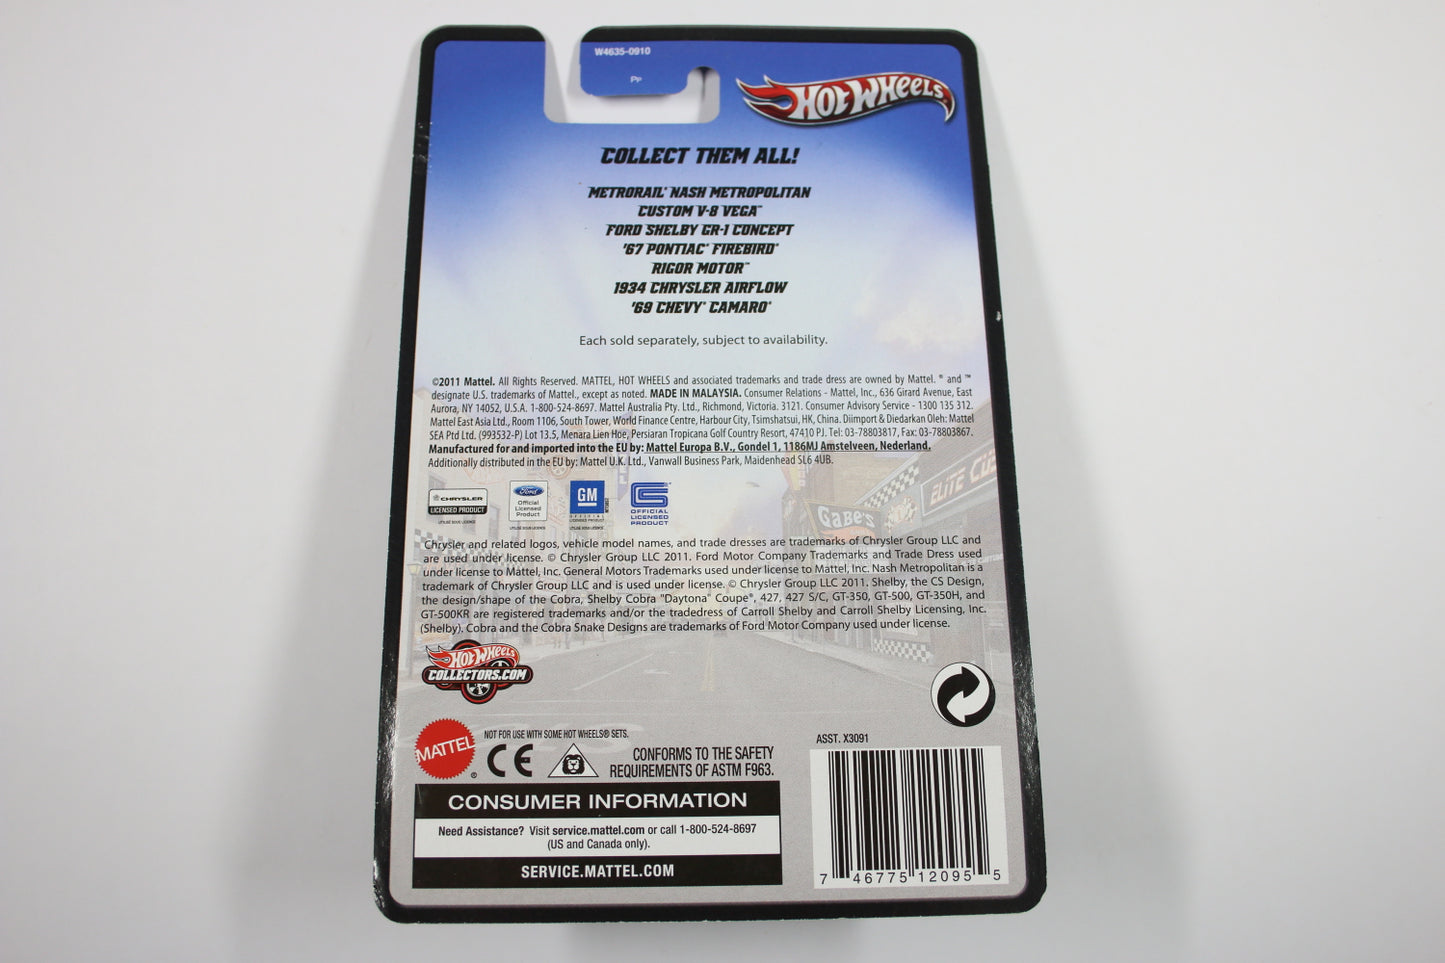 W4635-0910
PP
HOT WHEELS
COLLECT THEM ALL!
METRORAIL® NASH METROPOLITAN
CUSTOM V-8 VEGA™
FORD SHELBY GR-1 CONCEPT
'67 PONTIAC® FIREBIRD®
RIGOR MOTOR™
1934 CHRYSLER AIRFLOW
'69 CHEVY® CAMARO®
Each sold separately, subject to availability.
©2011 Mattel. All Rights Reserved. MATTEL, HOT WHEELS and associated trademarks and trade dress are owned by Mattel. ® and ™
designate U.S. trademarks of Mattel., except as noted. MADE IN MALAYSIA. Consumer Relations - Mattel, Inc., 636 Girard Avenue, East
Aurora, NY 14052, U.S.A. 1-800-524-8697. Mattel Australia Pty. Ltd., Richmond, Victoria. 3121. Consumer Advisory Service - 1300 135 312.
Mattel East Asia Ltd., Room 1106, South Tower, World Finance Centre, Harbour City, Tsimshatsui, HK, China. Diimport & Diedarkan Oleh: Mattel
SEA Ptd Ltd. (993532-P) Lot 13.5, Menara Lien Hoe, Persiaran Tropicana Golf Country Resort, 47410 PJ. Tel: 03-78803817, Fax: 03-78803867.
Manufactured for and imported into the EU by: Mattel Europa B.V., Gondel 1, 1186MJ Amstelveen, Nederland.
Additionally distributed in the EU by: Mattel U.K. Ltd., Vanwall Business Park, Maidenhead SL6 4UB.
CHRYSLER
LICENSED PRODUCT
UTILISÉ SOUS LICENCE
Ford
Official
Licensed
Product
UTILISÉ SOUS LICENCE
GM
OFFICIAL
LICENSED PRODUCT
UTILISÉ SOUS LICENCE
CS
OFFICIAL
LICENSED
PRODUCT
GABE'S
ELITE CUS
Chrysler and related logos, vehicle model names, and trade dresses are trademarks of Chrysler Group LLC and
are used under license. © Chrysler Group LLC 2011. Ford Motor Company Trademarks and Trade Dress used
under license to Mattel, Inc. General Motors Trademarks used under license to Mattel, Inc. Nash Metropolitan is a
trademark of Chrysler Group LLC and is used under license. © Chrysler Group LLC 2011. Shelby, the CS Design,
the design/shape of the Cobra, Shelby Cobra "Daytona® Coupe", 427, 427 S/C, GT-350, GT-500, GT-350H, and
GT-500KR are registered trademarks and/or the tradedress of Carroll Shelby and Carroll Shelby Licensing, Inc.
(Shelby). Cobra and the Cobra Snake Designs are trademarks of Ford Motor Company used under license.
HOT WHEELS
COLLECTORS.COM
MATTEL®
NOT FOR USE WITH SOME HOT WHEELS® SETS.
CE
CONFORMS TO THE SAFETY
REQUIREMENTS OF ASTM F963.
CONSUMER INFORMATION
Need Assistance? Visit service.mattel.com or call 1-800-524-8697
(US and Canada only).
SERVICE.MATTEL.COM
ASST. X3091
7 46775 12095 5